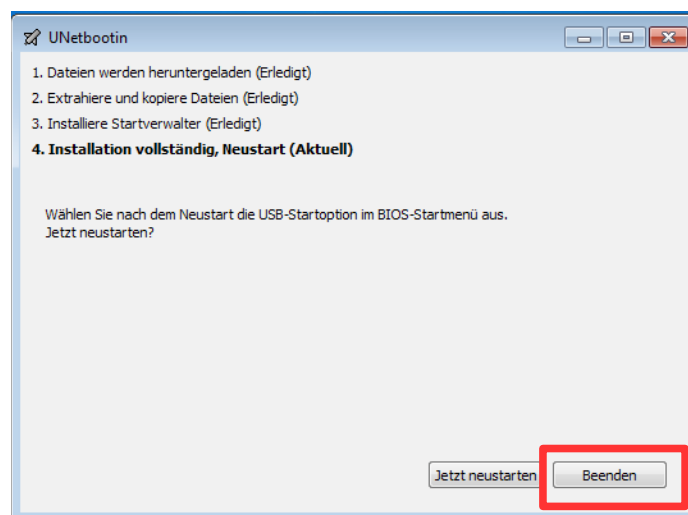 UNetbootin
1. Dateien werden heruntergeladen (Erledigt)
2. Extrahiere und kopiere Dateien (Erledigt)
3. Installiere Startverwalter (Erledigt)
4. Installation vollständig, Neustart (Aktuell)
Wählen Sie nach dem Neustart die USB-Startoption im BIOS-Startmenü aus.
Jetzt neustarten?
Jetzt neustarten Beenden